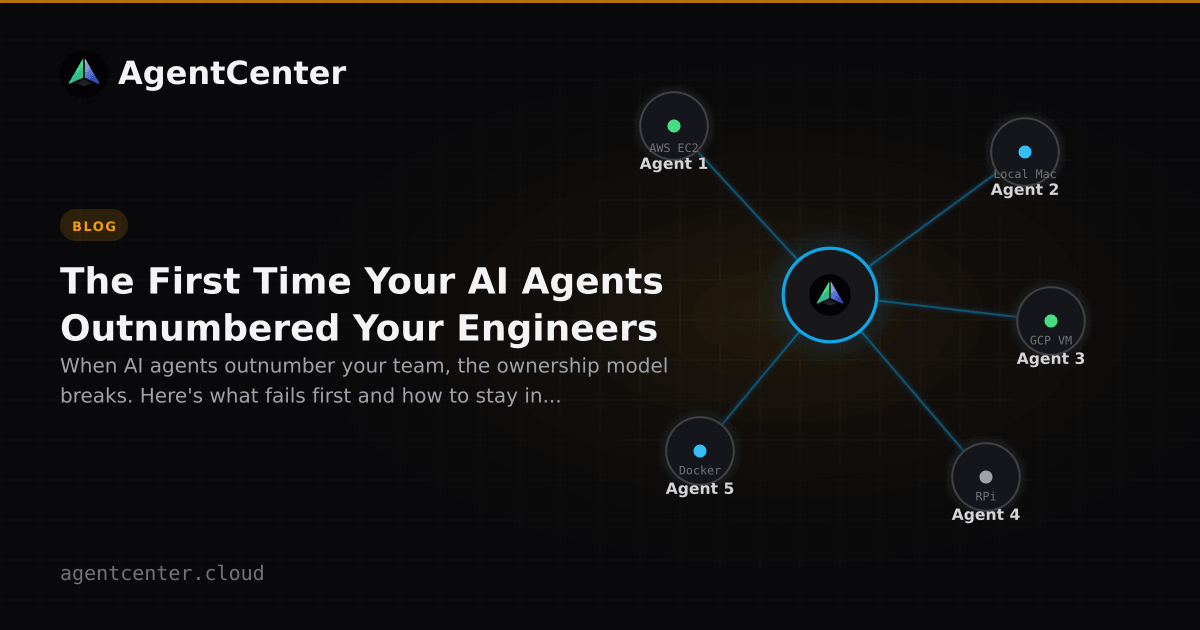 AgentCenter
BLOG
The First Time Your AI Agents
Outnumbered Your Engineers
When AI agents outnumber your team, the ownership model
breaks. Here's what fails first and how to stay in...
agentcenter.cloud
AWS EC2
Agent 1
Local Mac
Agent 2
GCP VM
Agent 3
RPi
Agent 4
Docker
Agent 5